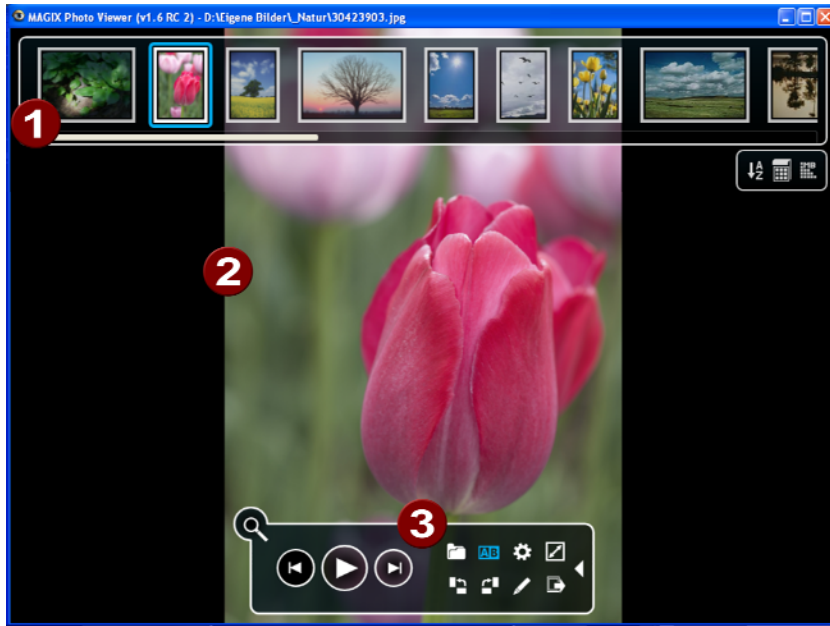 MAGIX Photo Viewer (v1.6 RC 2) - D:\Eigene Bilder\_Natur\30423903.jpg
1
A
Z
2
3
AB